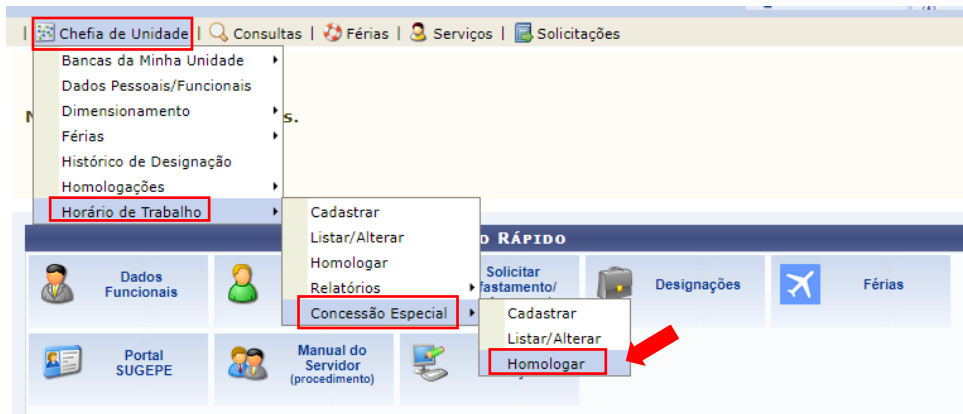 | Chefia de Unidade | Consultas | Férias | Serviços | Solicitações
Bancas da Minha Unidade
Dados Pessoais/Funcionais
Dimensionamento
s.
Férias
Histórico de Designação
Homologações
Horário de Trabalho
Cadastrar
Listar/Alterar
Homologar
Relatórios
Concessão Especial
Cadastrar
Listar/Alterar
Homologar
O RÁPIDO
Dados
Funcionais
Solicitar
fastamento/
Designações
Férias
Portal
SUGEPE
Manual do
Servidor
(procedimento)